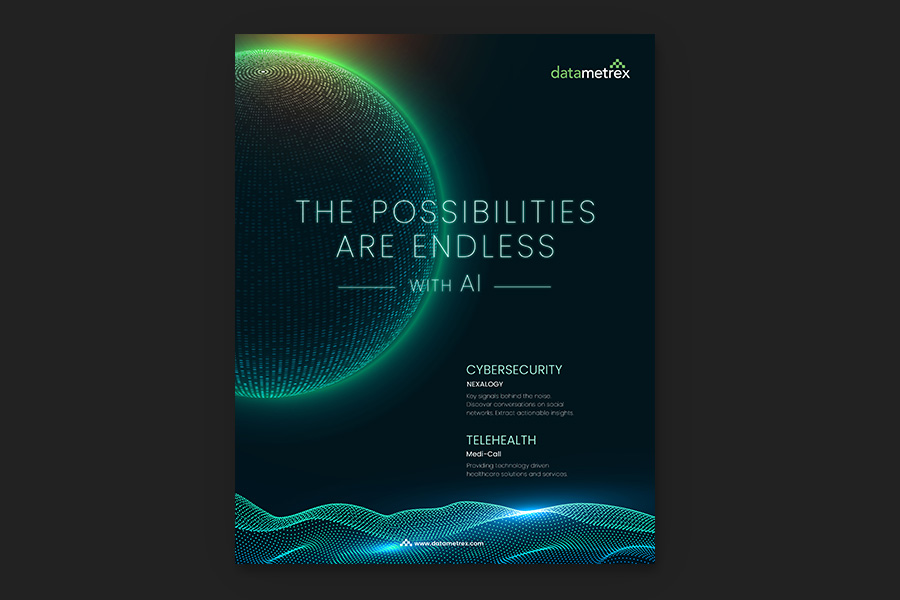 datametrex
THE POSSIBILITIES
ARE ENDLESS
WITH AI
CYBERSECURITY
NEXALOGY
Key signals behind the noise.
Discover conversations on social
networks. Extract actionable insights.
TELEHEALTH
Medi-Call
Providing technology driven
healthcare solutions and services.
www.datametrex.com